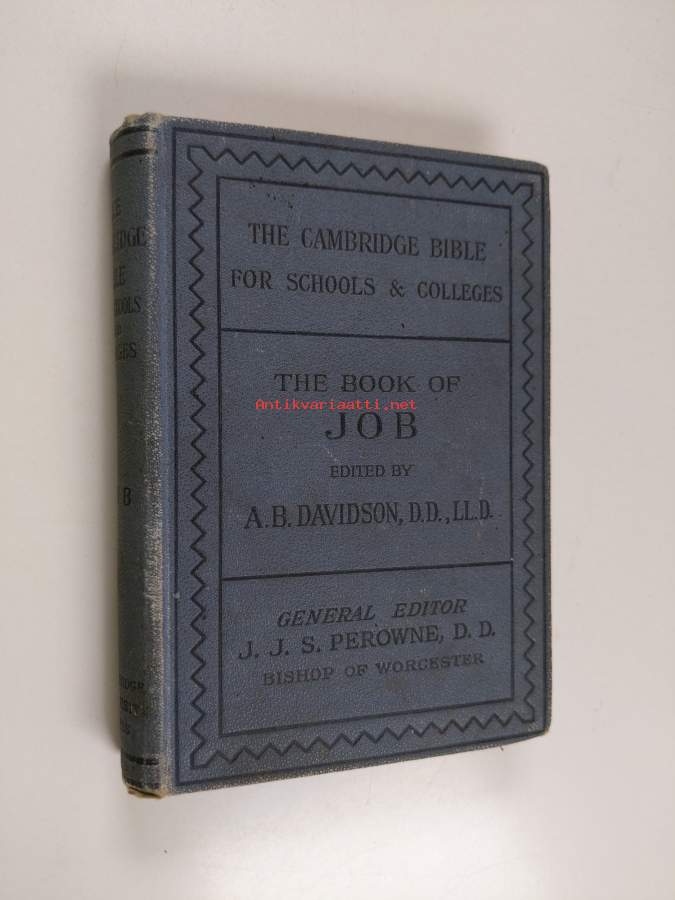 THE CAMBRIDGE BIBLE
FOR SCHOOLS & COLLEGES
THE BOOK OF
Antikvariaatti.net
JOB
EDITED BY
A. B. DAVIDSON, D.D., LL.D.
GENERAL EDITOR
J. J. S. PEROWNE, D. D.
BISHOP OF WORCESTER